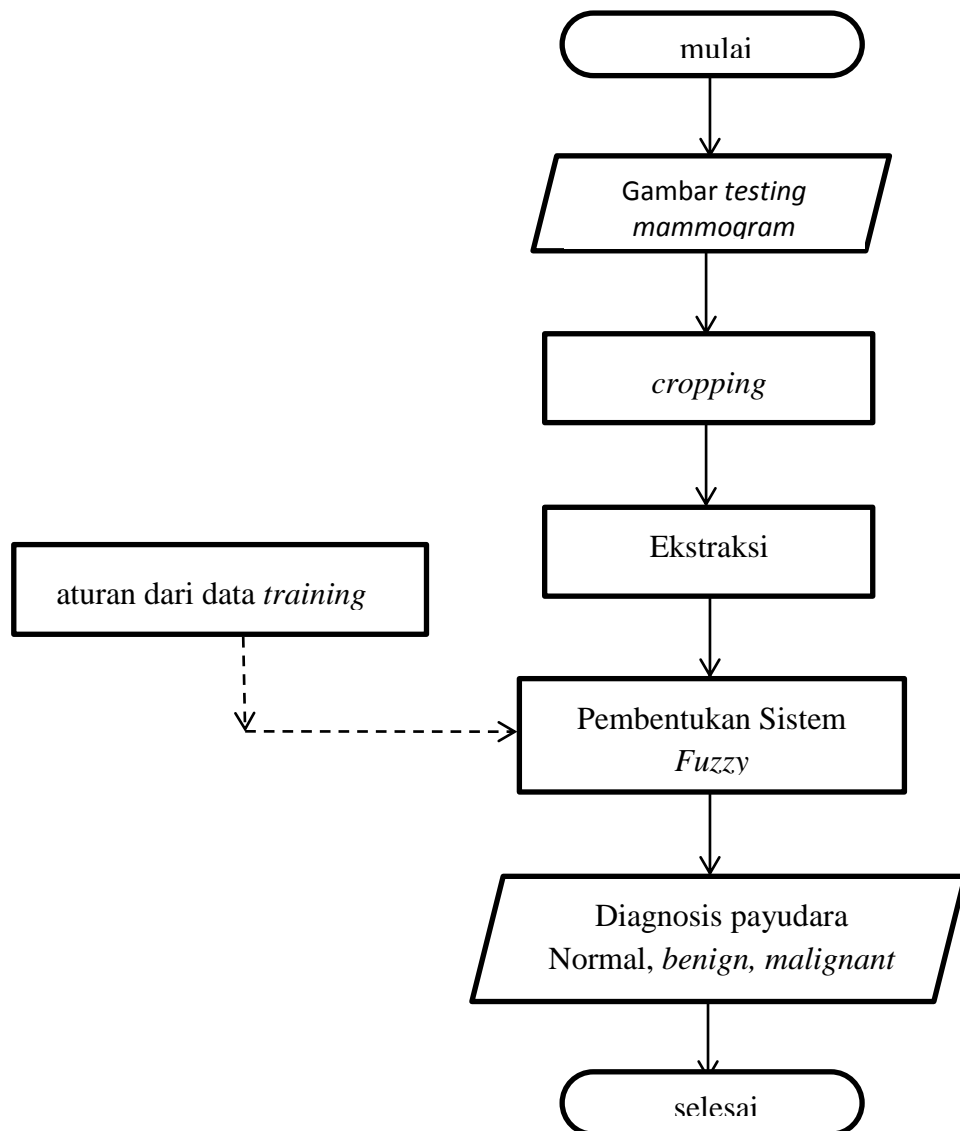 mulai
Gambar testing
mammogram
cropping
Ekstraksi
aturan dari data training
Pembentukan Sistem
Fuzzy
Diagnosis payudara
Normal, benign, malignant
selesai